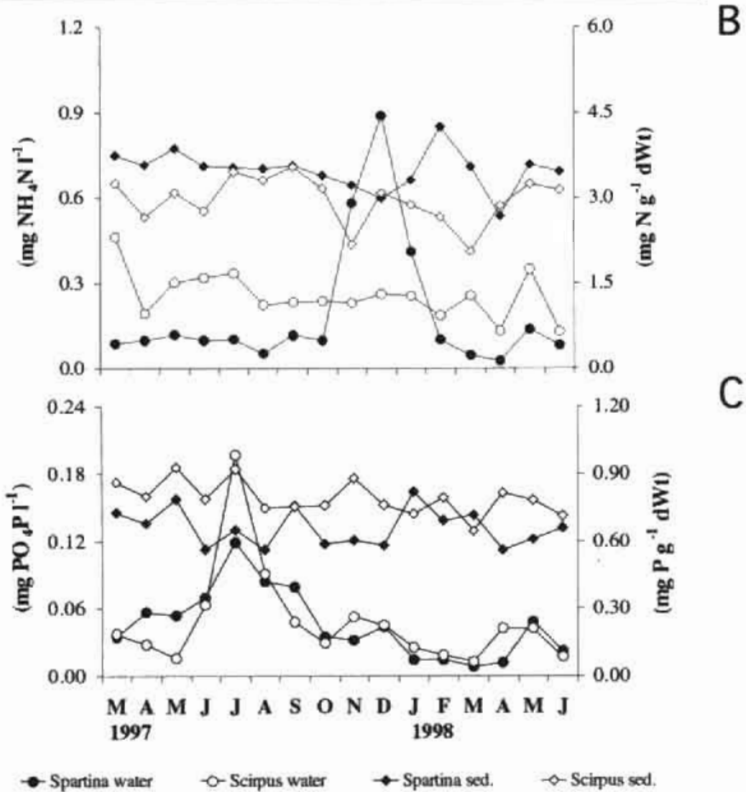 B
1.2
0.9
0.6
0.3
0.0
(mg NH₄N l⁻¹)
6.0
4.5
3.0
1.5
0.0
(mg N g⁻¹ dWt)
C
0.24
0.18
0.12
0.06
0.00
(mg PO₄P l⁻¹)
1.20
0.90
0.60
0.30
0.00
(mg P g⁻¹ dWt)
M A M J J A S O N D J F M A M J
1997 1998
Spartina water Scirpus water Spartina sed. Scirpus sed.